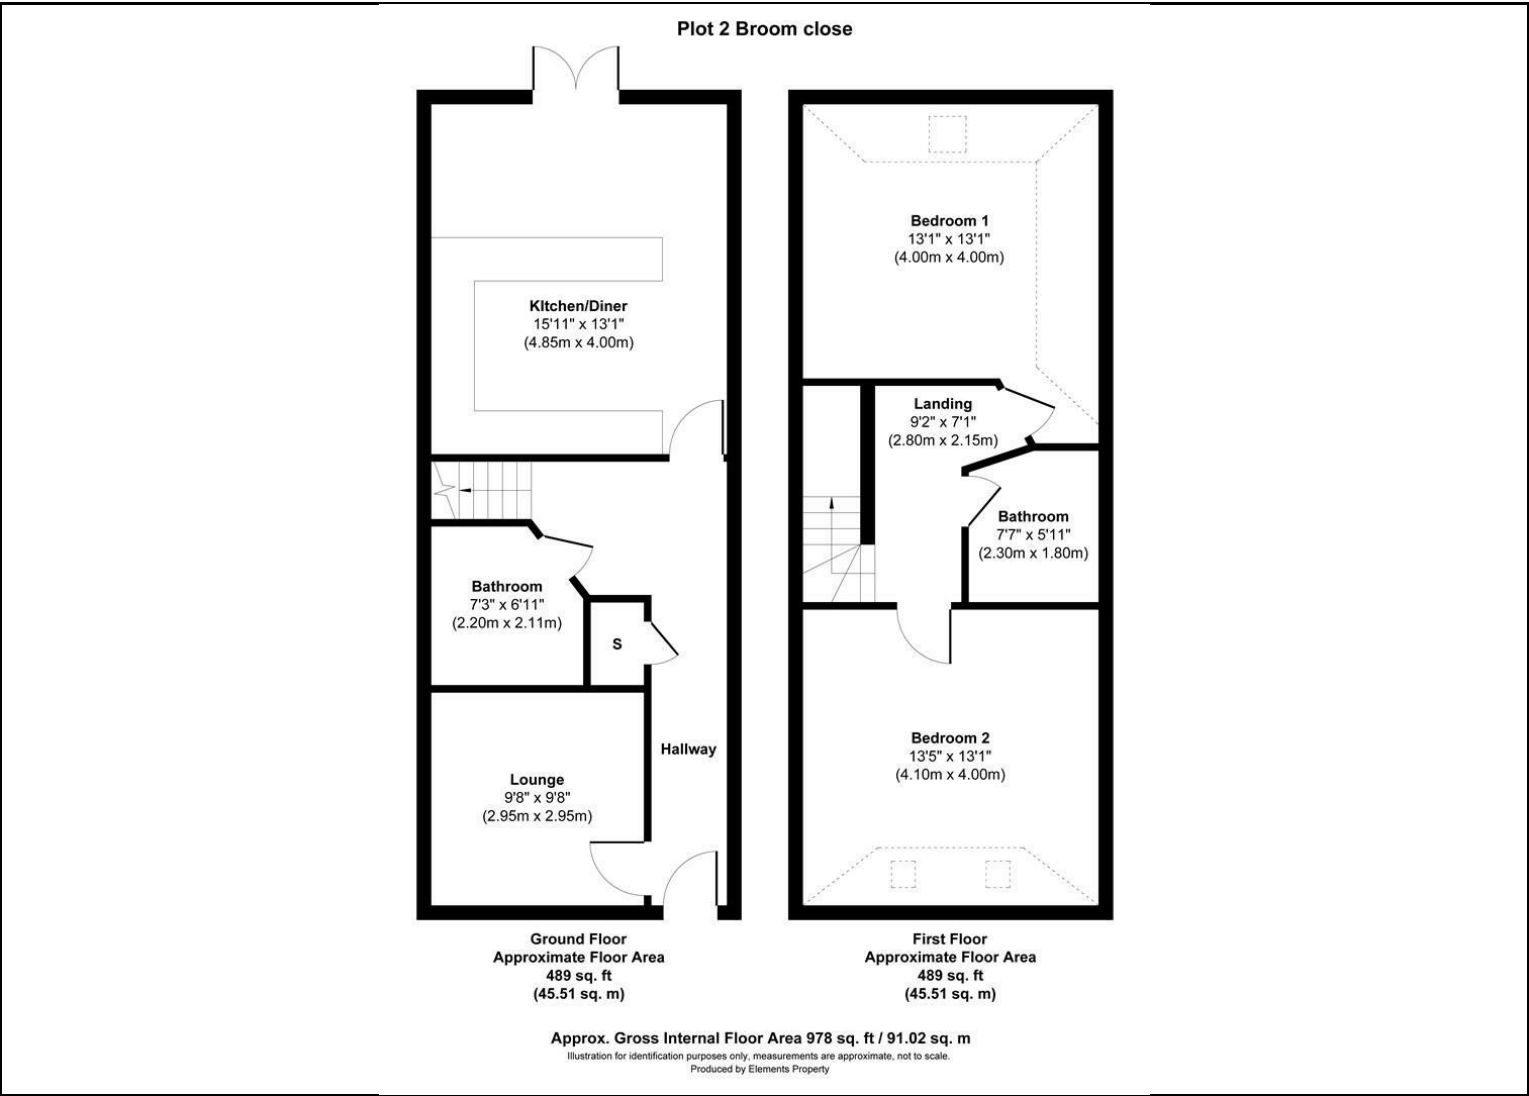 Plot 2 Broom close
KItchen/Diner
15'11" x 13'1"
(4.85m x 4.00m)
Bathroom
7'3" x 6'11"
(2.20m x 2.11m)
S
Hallway
Lounge
9'8" x 9'8"
(2.95m x 2.95m)
Ground Floor
Approximate Floor Area
489 sq. ft
(45.51 sq. m)
Bedroom 1
13'1" x 13'1"
(4.00m x 4.00m)
Landing
9'2" x 7'1"
(2.80m x 2.15m)
Bathroom
7'7" x 5'11"
(2.30m x 1.80m)
Bedroom 2
13'5" x 13'1"
(4.10m x 4.00m)
First Floor
Approximate Floor Area
489 sq. ft
(45.51 sq. m)
Approx. Gross Internal Floor Area 978 sq. ft / 91.02 sq. m
Illustration for identification purposes only, measurements are approximate, not to scale.
Produced by Elements Property